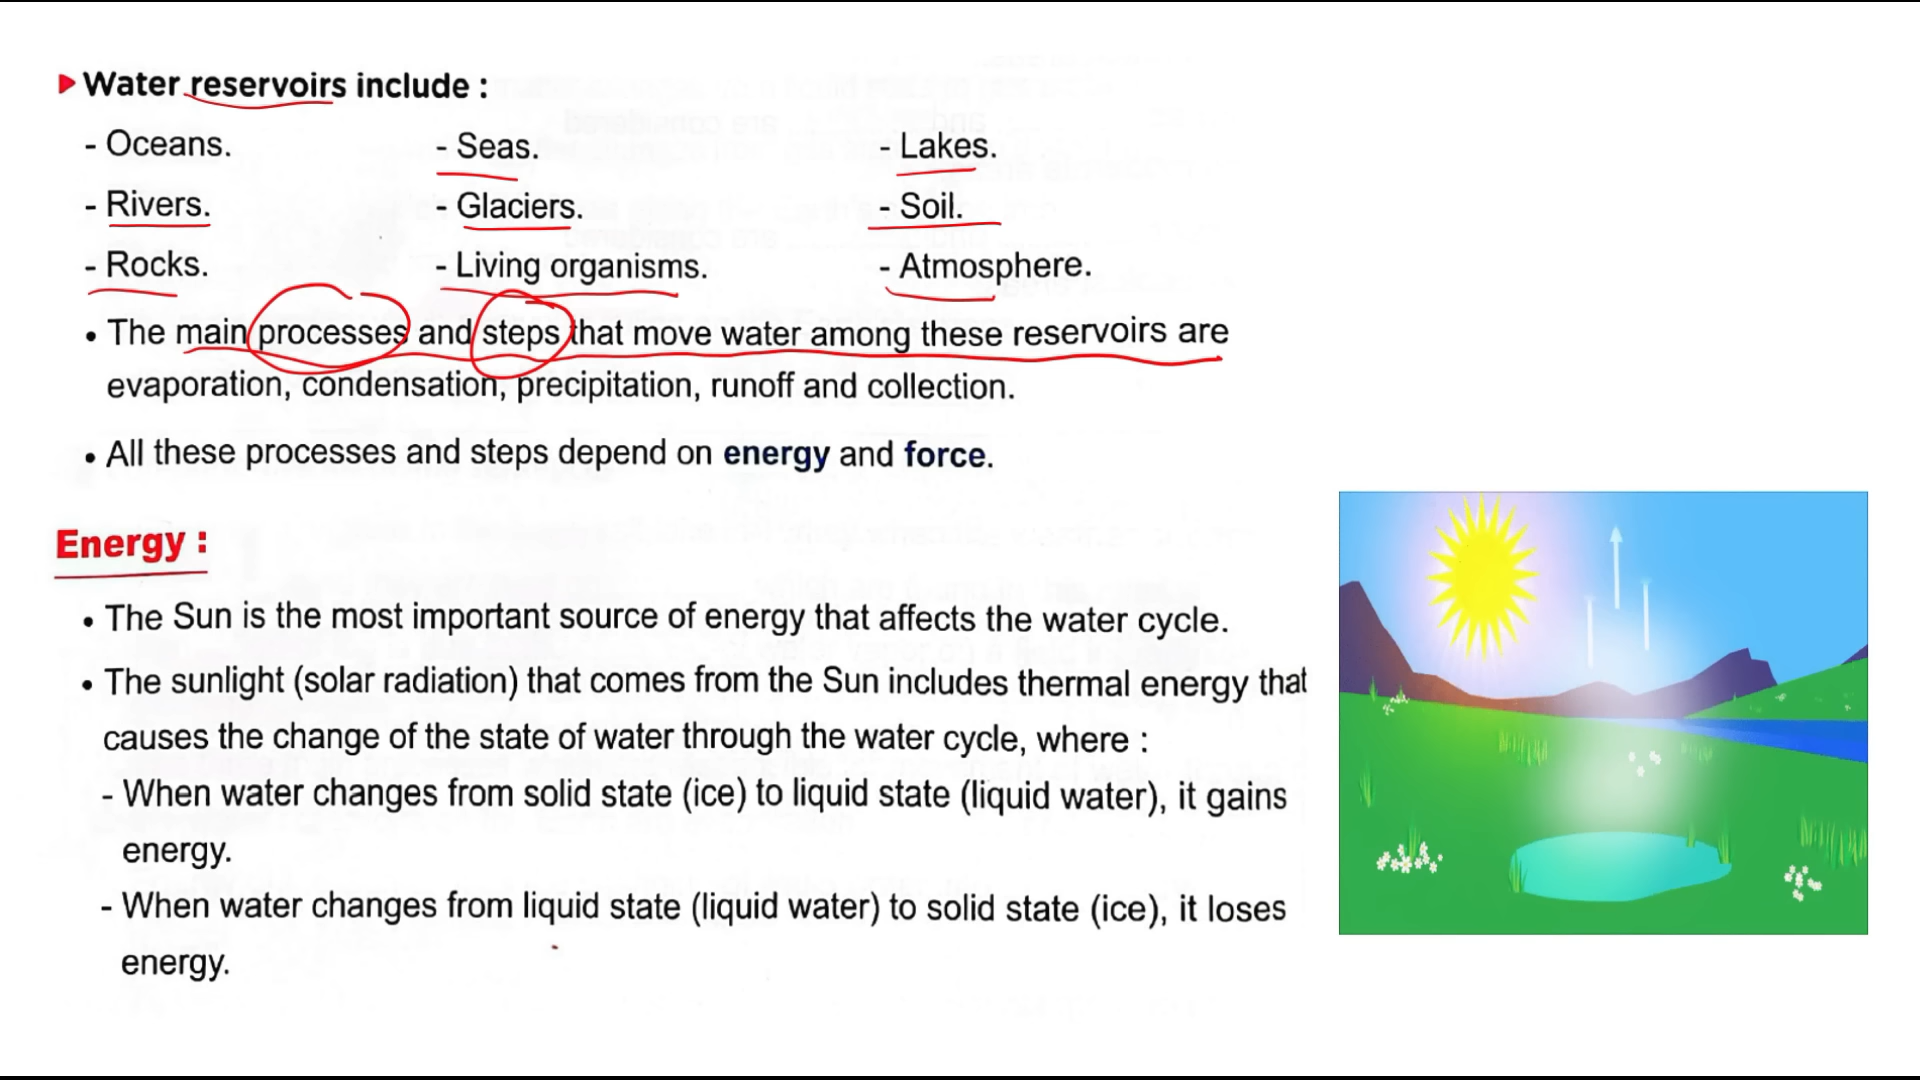 Water reservoirs include :
- Oceans. - Seas. - Lakes.
- Rivers. - Glaciers. - Soil.
- Rocks. - Living organisms. - Atmosphere.
• The main processes and steps that move water among these reservoirs are
evaporation, condensation, precipitation, runoff and collection.
• All these processes and steps depend on energy and force.
Energy :
• The Sun is the most important source of energy that affects the water cycle.
• The sunlight (solar radiation) that comes from the Sun includes thermal energy that
causes the change of the state of water through the water cycle, where :
- When water changes from solid state (ice) to liquid state (liquid water), it gains
energy.
- When water changes from liquid state (liquid water) to solid state (ice), it loses
energy.